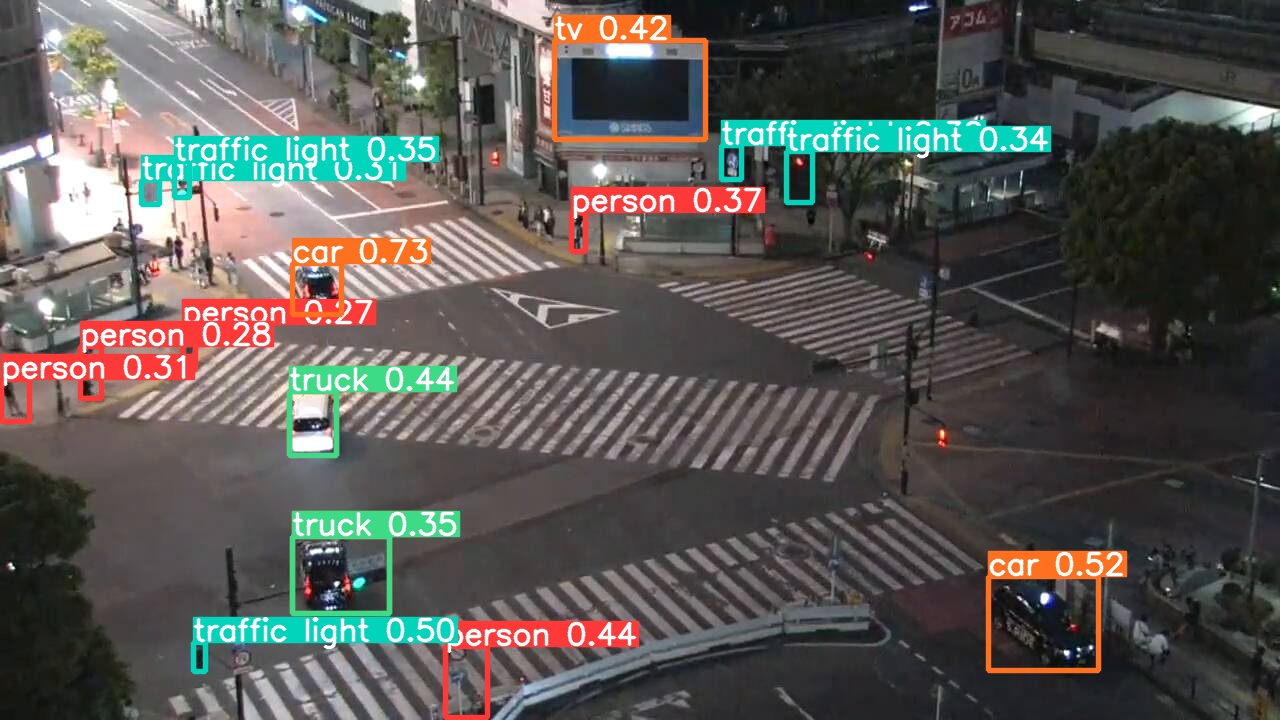 AMERICAN EAGLE
tv 0.42
アコム
traffic light 0.35
traffic light 0.31
traffic light 0.34
person 0.37
car 0.73
person 0.27
person 0.28
person 0.31
truck 0.44
truck 0.35
car 0.52
traffic light 0.50
person 0.44